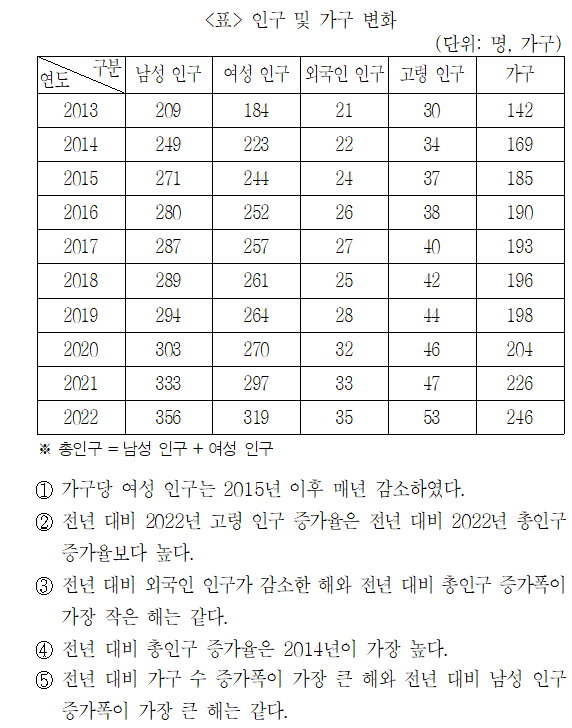 <표> 인구 및 가구 변화
(단위: 명, 가구)
구분
연도 남성 인구 여성 인구 외국인 인구 고령 인구 가구
2013 209 184 21 30 142
2014 249 223 22 34 169
2015 271 244 24 37 185
2016 280 252 26 38 190
2017 287 257 27 40 193
2018 289 261 25 42 196
2019 294 264 28 44 198
2020 303 270 32 46 204
2021 333 297 33 47 226
2022 356 319 35 53 246
※ 총인구 = 남성 인구 + 여성 인구
① 가구당 여성 인구는 2015년 이후 매년 감소하였다.
② 전년 대비 2022년 고령 인구 증가율은 전년 대비 2022년 총인구
증가율보다 높다.
③ 전년 대비 외국인 인구가 감소한 해와 전년 대비 총인구 증가폭이
가장 작은 해는 같다.
④ 전년 대비 총인구 증가율은 2014년이 가장 높다.
⑤ 전년 대비 가구 수 증가폭이 가장 큰 해와 전년 대비 남성 인구
증가폭이 가장 큰 해는 같다.